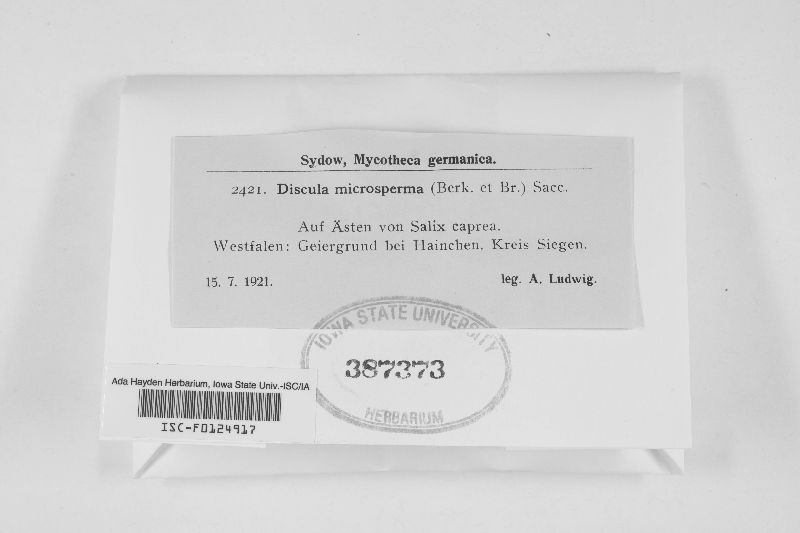 Sydow, Mycotheca germanica.
2421. Discula microsperma (Berk. et Br.) Sacc.
Auf Ästen von Salix caprea.
Westfalen: Geiergrund bei Hainchen, Kreis Siegen.
15. 7. 1921. leg. A. Ludwig.
IOWA STATE UNIVERSITY
387373
HERBARIUM
Ada Hayden Herbarium, Iowa State Univ.-ISC/IA
ISC-F0124917